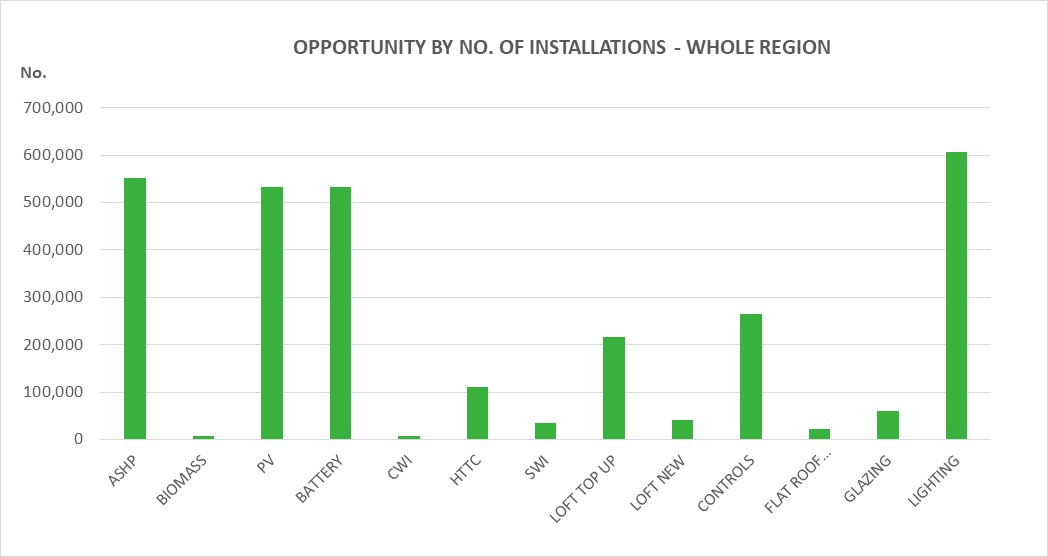 OPPORTUNITY BY NO. OF INSTALLATIONS - WHOLE REGION
No.
700,000
600,000
500,000
400,000
300,000
200,000
100,000
0
ASHP
BIOMASS
PV
BATTERY
CWI
HTTC
SWI
LOFT TOP UP
LOFT NEW
CONTROLS
FLAT ROOF...
GLAZING
LIGHTING